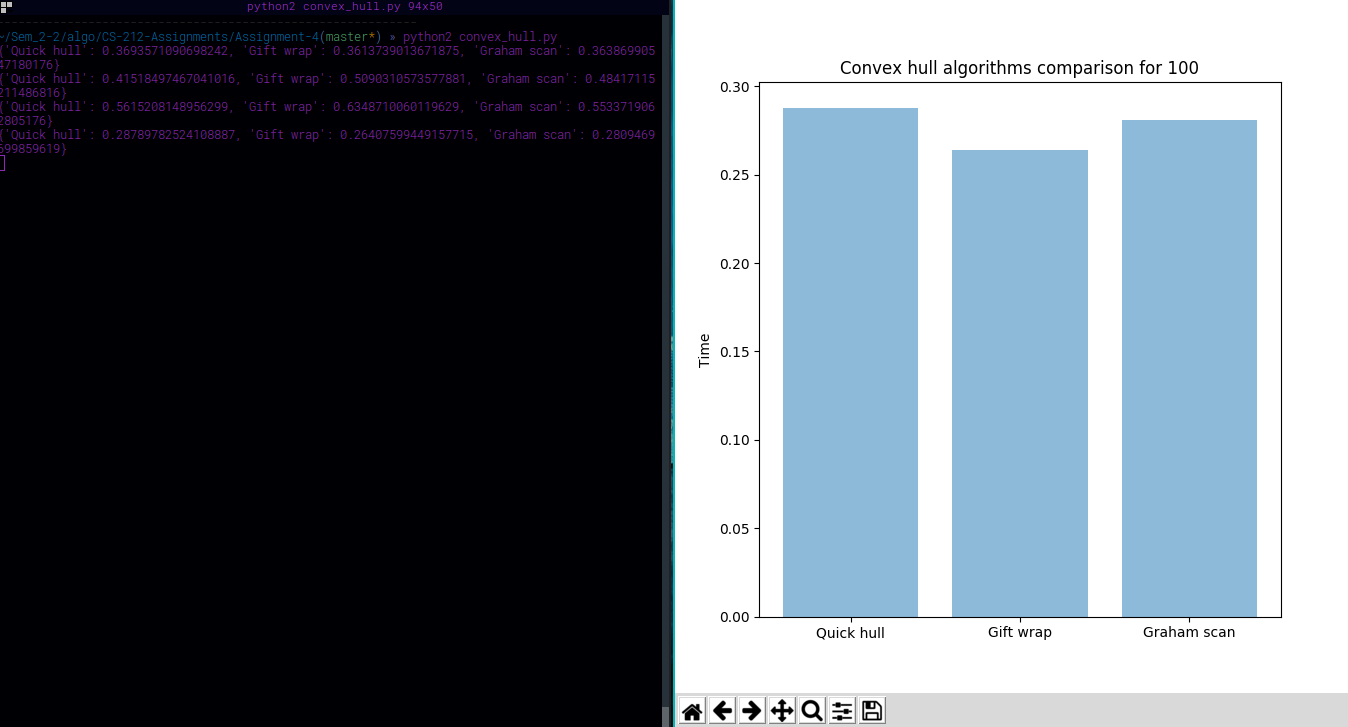 python2 convex_hull.py 94x50
~/Sem_2-2/algo/CS-212-Assignments/Assignment-4(master*) » python2 convex_hull.py
{'Quick hull': 0.3693571090698242, 'Gift wrap': 0.3613739013671875, 'Graham scan': 0.363869905
47180176}
{'Quick hull': 0.41518497467041016, 'Gift wrap': 0.5090310573577881, 'Graham scan': 0.48417115
211486816}
{'Quick hull': 0.5615208148956299, 'Gift wrap': 0.6348710060119629, 'Graham scan': 0.553371906
2805176}
{'Quick hull': 0.28789782524108887, 'Gift wrap': 0.26407599449157715, 'Graham scan': 0.2809469
699859619}
Convex hull algorithms comparison for 100
0.30
0.25
0.20
0.15
0.10
0.05
0.00
Time
Quick hull Gift wrap Graham scan